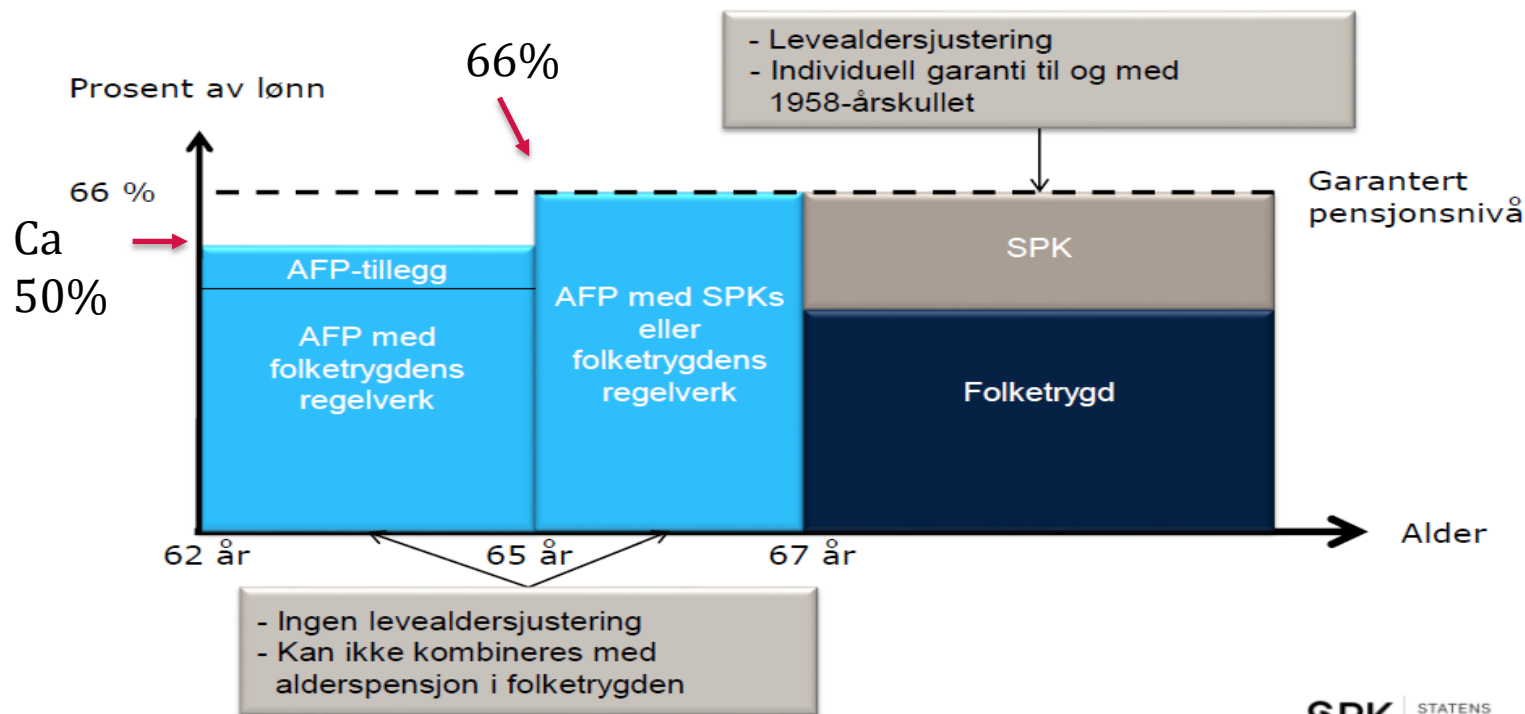 - Levealdersjustering
- Individuell garanti til og med
1958-årskullet
66%
Prosent av lønn
66 %
Garantert
pensjonsnivå
Ca
50%
AFP-tillegg
AFP med
folketrygdens
regelverk
AFP med SPKs
eller
folketrygdens
regelverk
SPK
Folketrygd
62 år
65 år
67 år
Alder
- Ingen levealdersjustering
- Kan ikke kombineres med
alderspensjon i folketrygden
SPK
STATENS